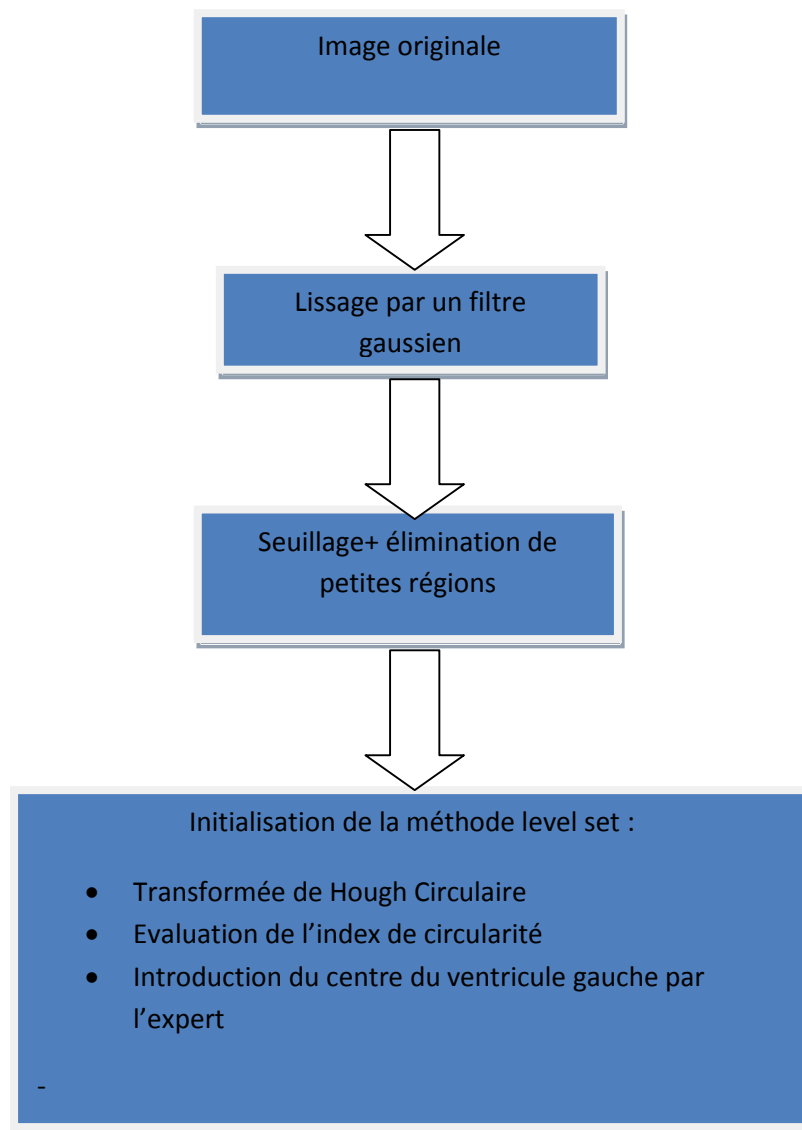 Image originale
Lissage par un filtre
gaussien
Seuillage+ élimination de
petites régions
Initialisation de la méthode level set :
• Transformée de Hough Circulaire
• Evaluation de l’index de circularité
• Introduction du centre du ventricule gauche par
l’expert
-